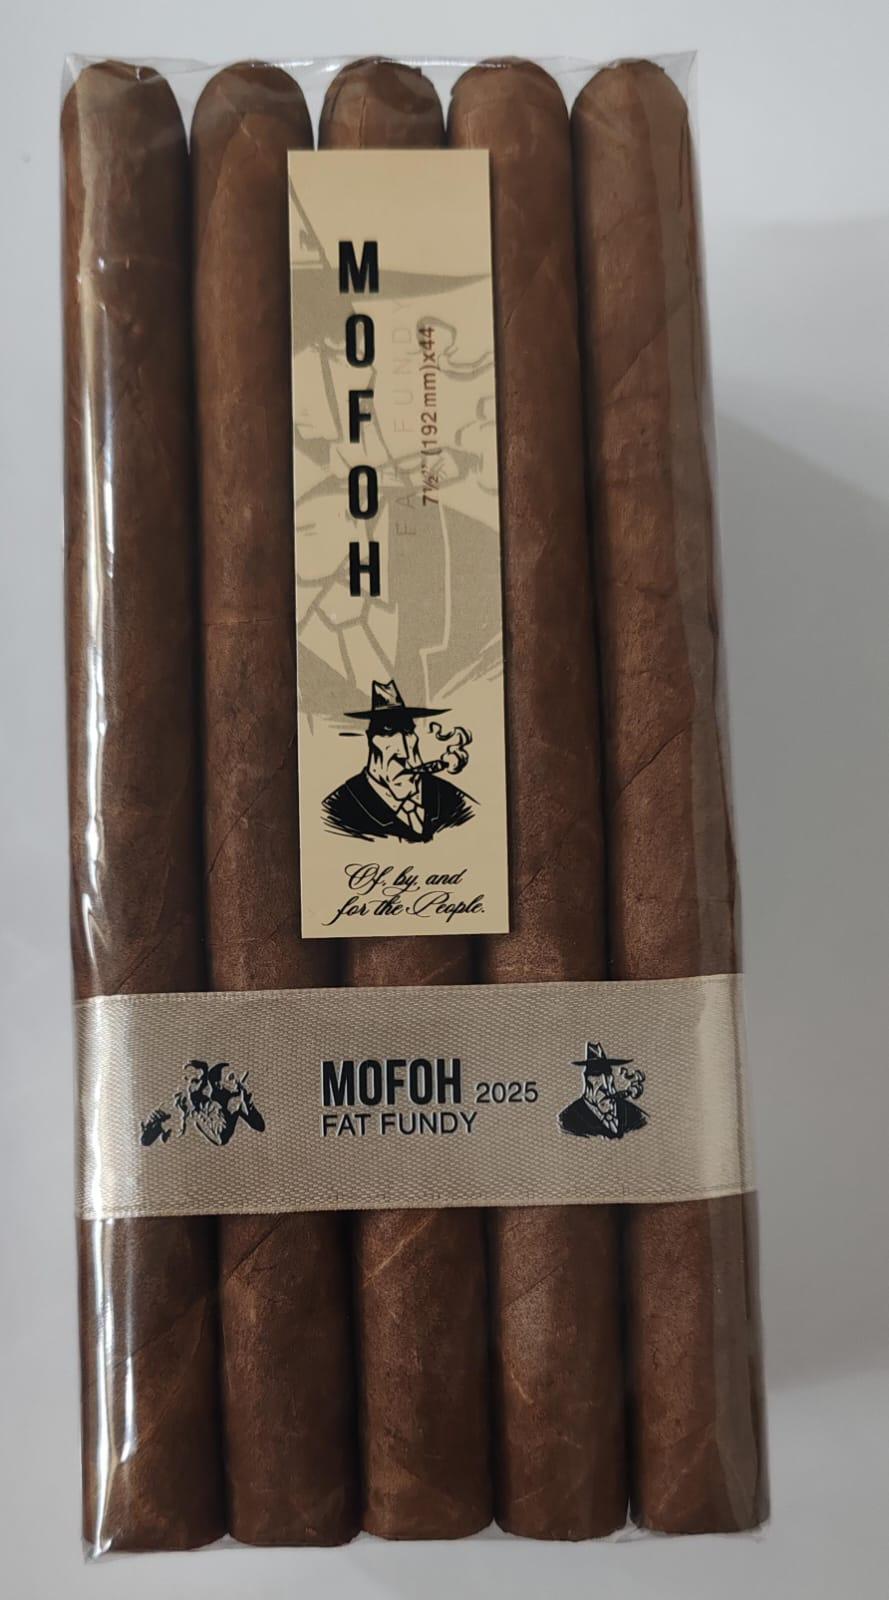 MOFOH
FAT FUNDY
7½” (192 mm)x44
Of, by, and
for the People.
MOFOH 2025
FAT FUNDY